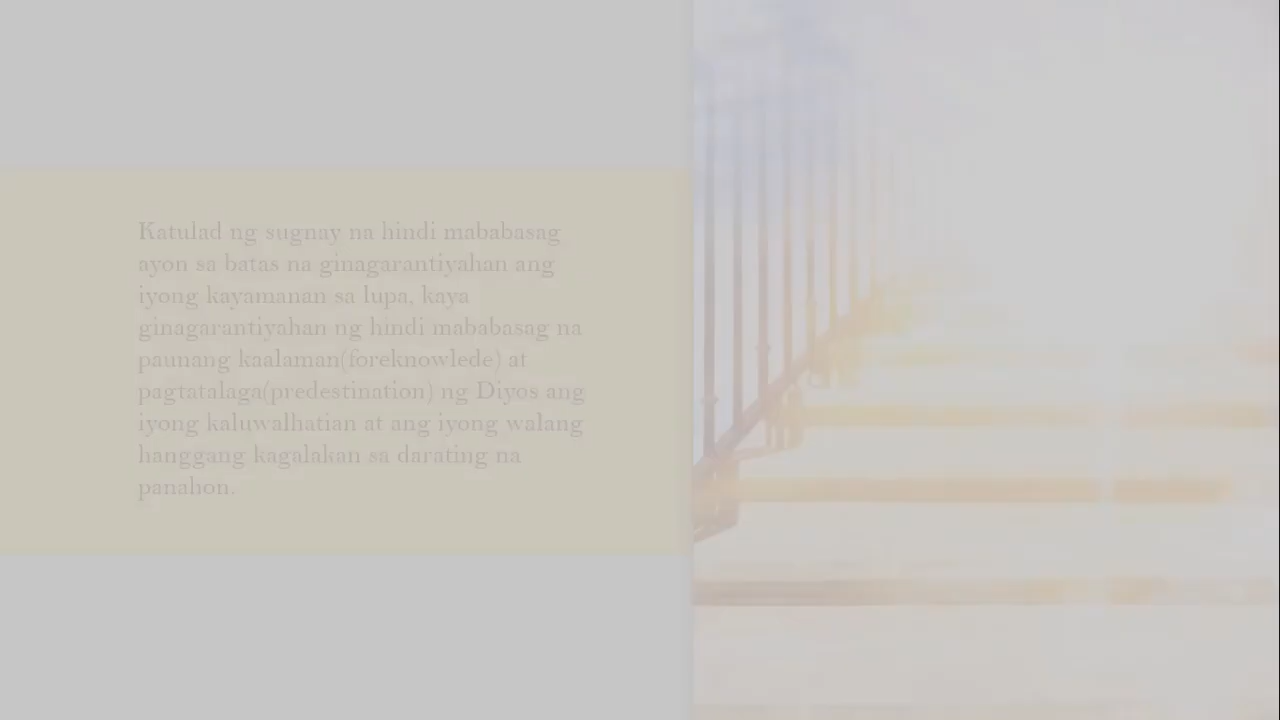 Katulad ng sugnay na hindi mababasag
ayon sa batas na ginagarantiyahan ang
iyong kayamanan sa lupa, kaya
ginagarantiyahan ng hindi mababasag na
paunang kaalaman(foreknowlede) at
pagtatalaga(predestination) ng Diyos ang
iyong kaluwalhatian at ang iyong walang
hanggang kagalakan sa darating na
panahon.